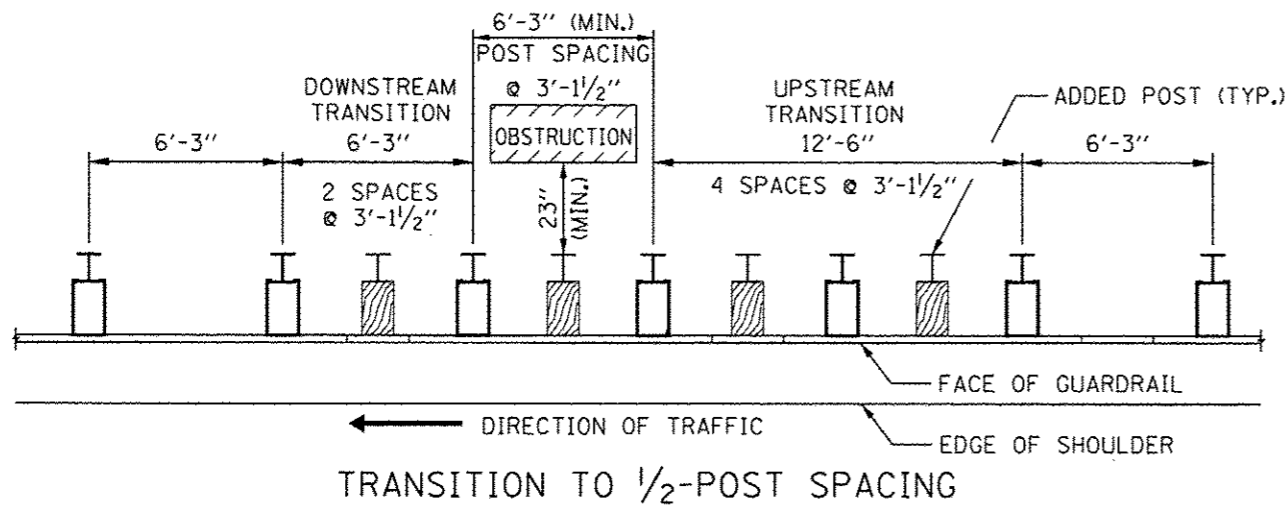 6'-3" (MIN.)
POST SPACING
@ 3'-1½"
DOWNSTREAM
TRANSITION
6'-3"
6'-3"
2 SPACES
@ 3'-1½"
OBSTRUCTION
23"
(MIN.)
UPSTREAM
TRANSITION
12'-6"
4 SPACES @ 3'-1½"
ADDED POST (TYP.)
6'-3"
FACE OF GUARDRAIL
DIRECTION OF TRAFFIC
EDGE OF SHOULDER
TRANSITION TO ½-POST SPACING